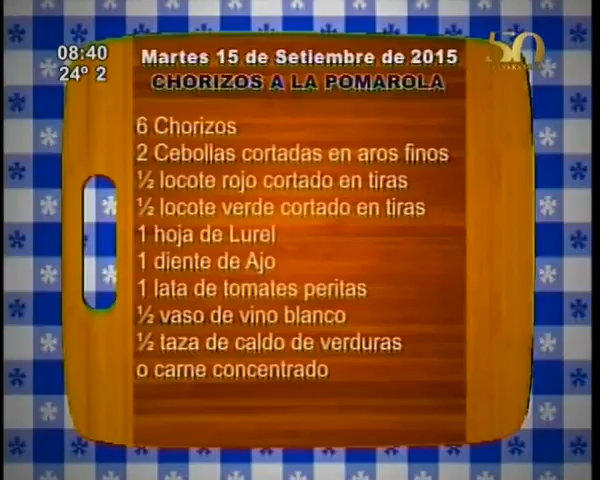 08:40
24º 2
50
Martes 15 de Setiembre de 2015
CHORIZOS A LA POMAROLA
6 Chorizos
2 Cebollas cortadas en aros finos
½ locote rojo cortado en tiras
½ locote verde cortado en tiras
1 hoja de Lurel
1 diente de Ajo
1 lata de tomates peritas
½ vaso de vino blanco
½ taza de caldo de verduras
o carne concentrado